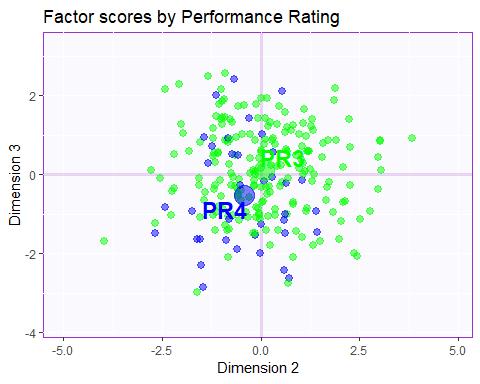 Factor scores by Performance Rating
Dimension 3
2
0
-2
-4
PR3
PR4
-5.0 -2.5 0.0 2.5 5.0
Dimension 2